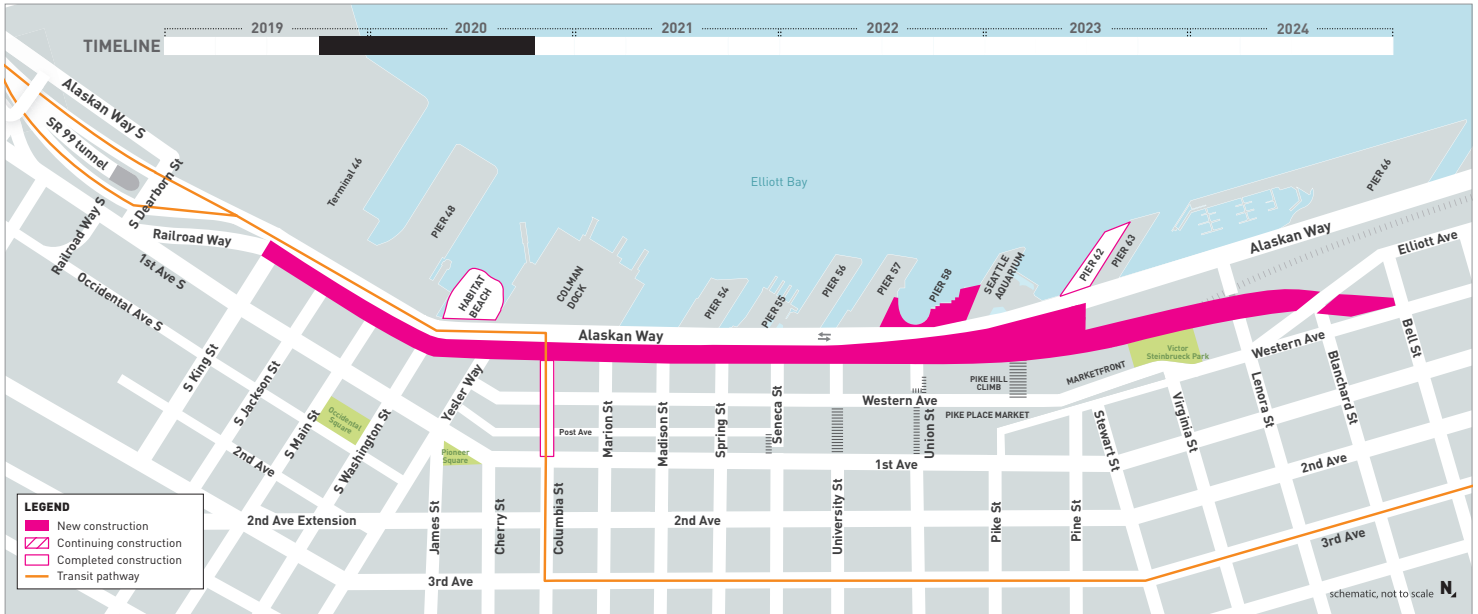 2019
2020
2021
2022
2023
2024
TIMELINE
Alaskan Way S
SR 99 tunnel
S Dearborn St
Railroad Way S
Railroad Way
1st Ave S
Occidental Ave S
Terminal 46
PIER 48
HABITAT
BEACH
COLMAN
DOCK
Elliott Bay
PIER 54
PIER 55
PIER 56
PIER 57
PIER 58
SEATTLE
AQUARIUM
PIER 62
PIER 63
PIER 66
Alaskan Way
Elliott Ave
Alaskan Way
S King St
S Jackson St
S Main St
S Washington St
Yesler Way
Occidental
Square
Pioneer
Square
2nd Ave
2nd Ave Extension
James St
Cherry St
Columbia St
Post Ave
Marion St
Madison St
Spring St
Seneca St
University St
Union St
Western Ave
PIKE HILL
CLIMB
PIKE PLACE MARKET
MARKETFRONT
Victor
Steinbrueck Park
Western Ave
1st Ave
2nd Ave
3rd Ave
Pike St
Pine St
Stewart St
Virginia St
Lenora St
Blanchard St
Bell St
2nd Ave
3rd Ave
LEGEND
New construction
Continuing construction
Completed construction
Transit pathway
schematic, not to scale N